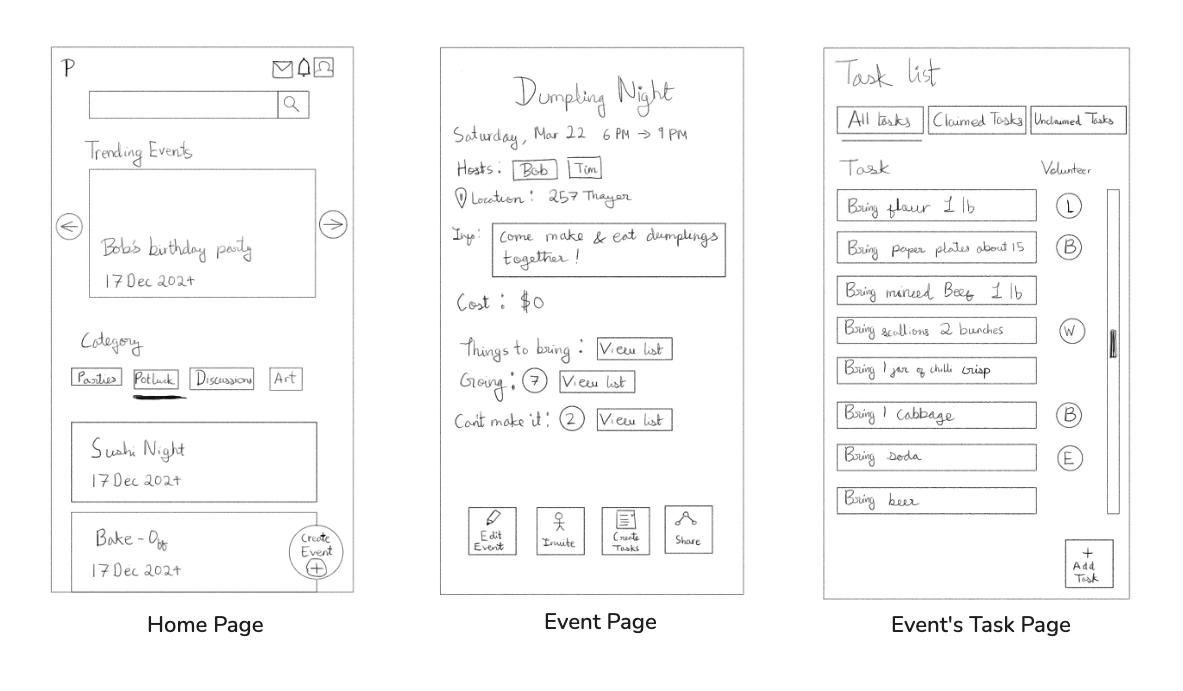 P
Trending Events
Bob's birthday party
17 Dec 2024
Category
Parties Potluck Discussion Art
Sushi Night
17 Dec 2024
Bake-Off
17 Dec 2024
Create
Event
+
Home Page
Dumpling Night
Saturday, Mar 22 6 PM → 9 PM
Hosts: Bob Tim
Location: 257 Thayer
Info: Come make & eat dumplings
together!
Cost: $0
Things to bring: View list
Going: 7 View list
Can't make it: 2 View list
Edit
Event
Invite
Create
Tasks
Share
Event Page
Task list
All tasks Claimed Tasks Unclaimed Tasks
Task Volunteer
Bring flour 1 lb L
Bring paper plates about 15 B
Bring minced Beef 1 lb
Bring scallions 2 bunches W
Bring 1 jar of chilli crisp
Bring 1 cabbage B
Bring soda E
Bring beer
+
Add
Task
Event's Task Page